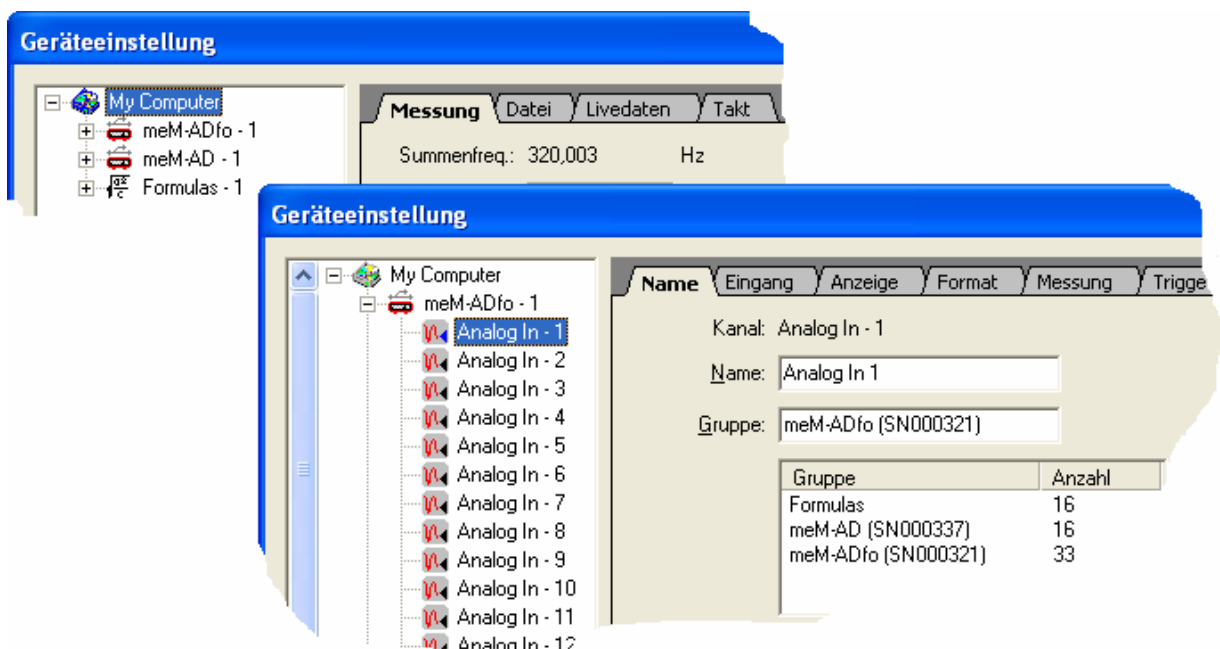 Geräteeinstellung
My Computer
meM-ADfo - 1
meM-AD - 1
Formulas - 1
Messung Datei Livedaten Takt
Summenfreq.: 320,003 Hz
Geräteeinstellung
My Computer
meM-ADfo - 1
Analog In - 1
Analog In - 2
Analog In - 3
Analog In - 4
Analog In - 5
Analog In - 6
Analog In - 7
Analog In - 8
Analog In - 9
Analog In - 10
Analog In - 11
Analog In - 12
Name Eingang Anzeige Format Messung Trigge
Kanal: Analog In - 1
Name: Analog In 1
Gruppe: meM-ADfo (SN000321)
Gruppe Anzahl
Formulas 16
meM-AD (SN000337) 16
meM-ADfo (SN000321) 33